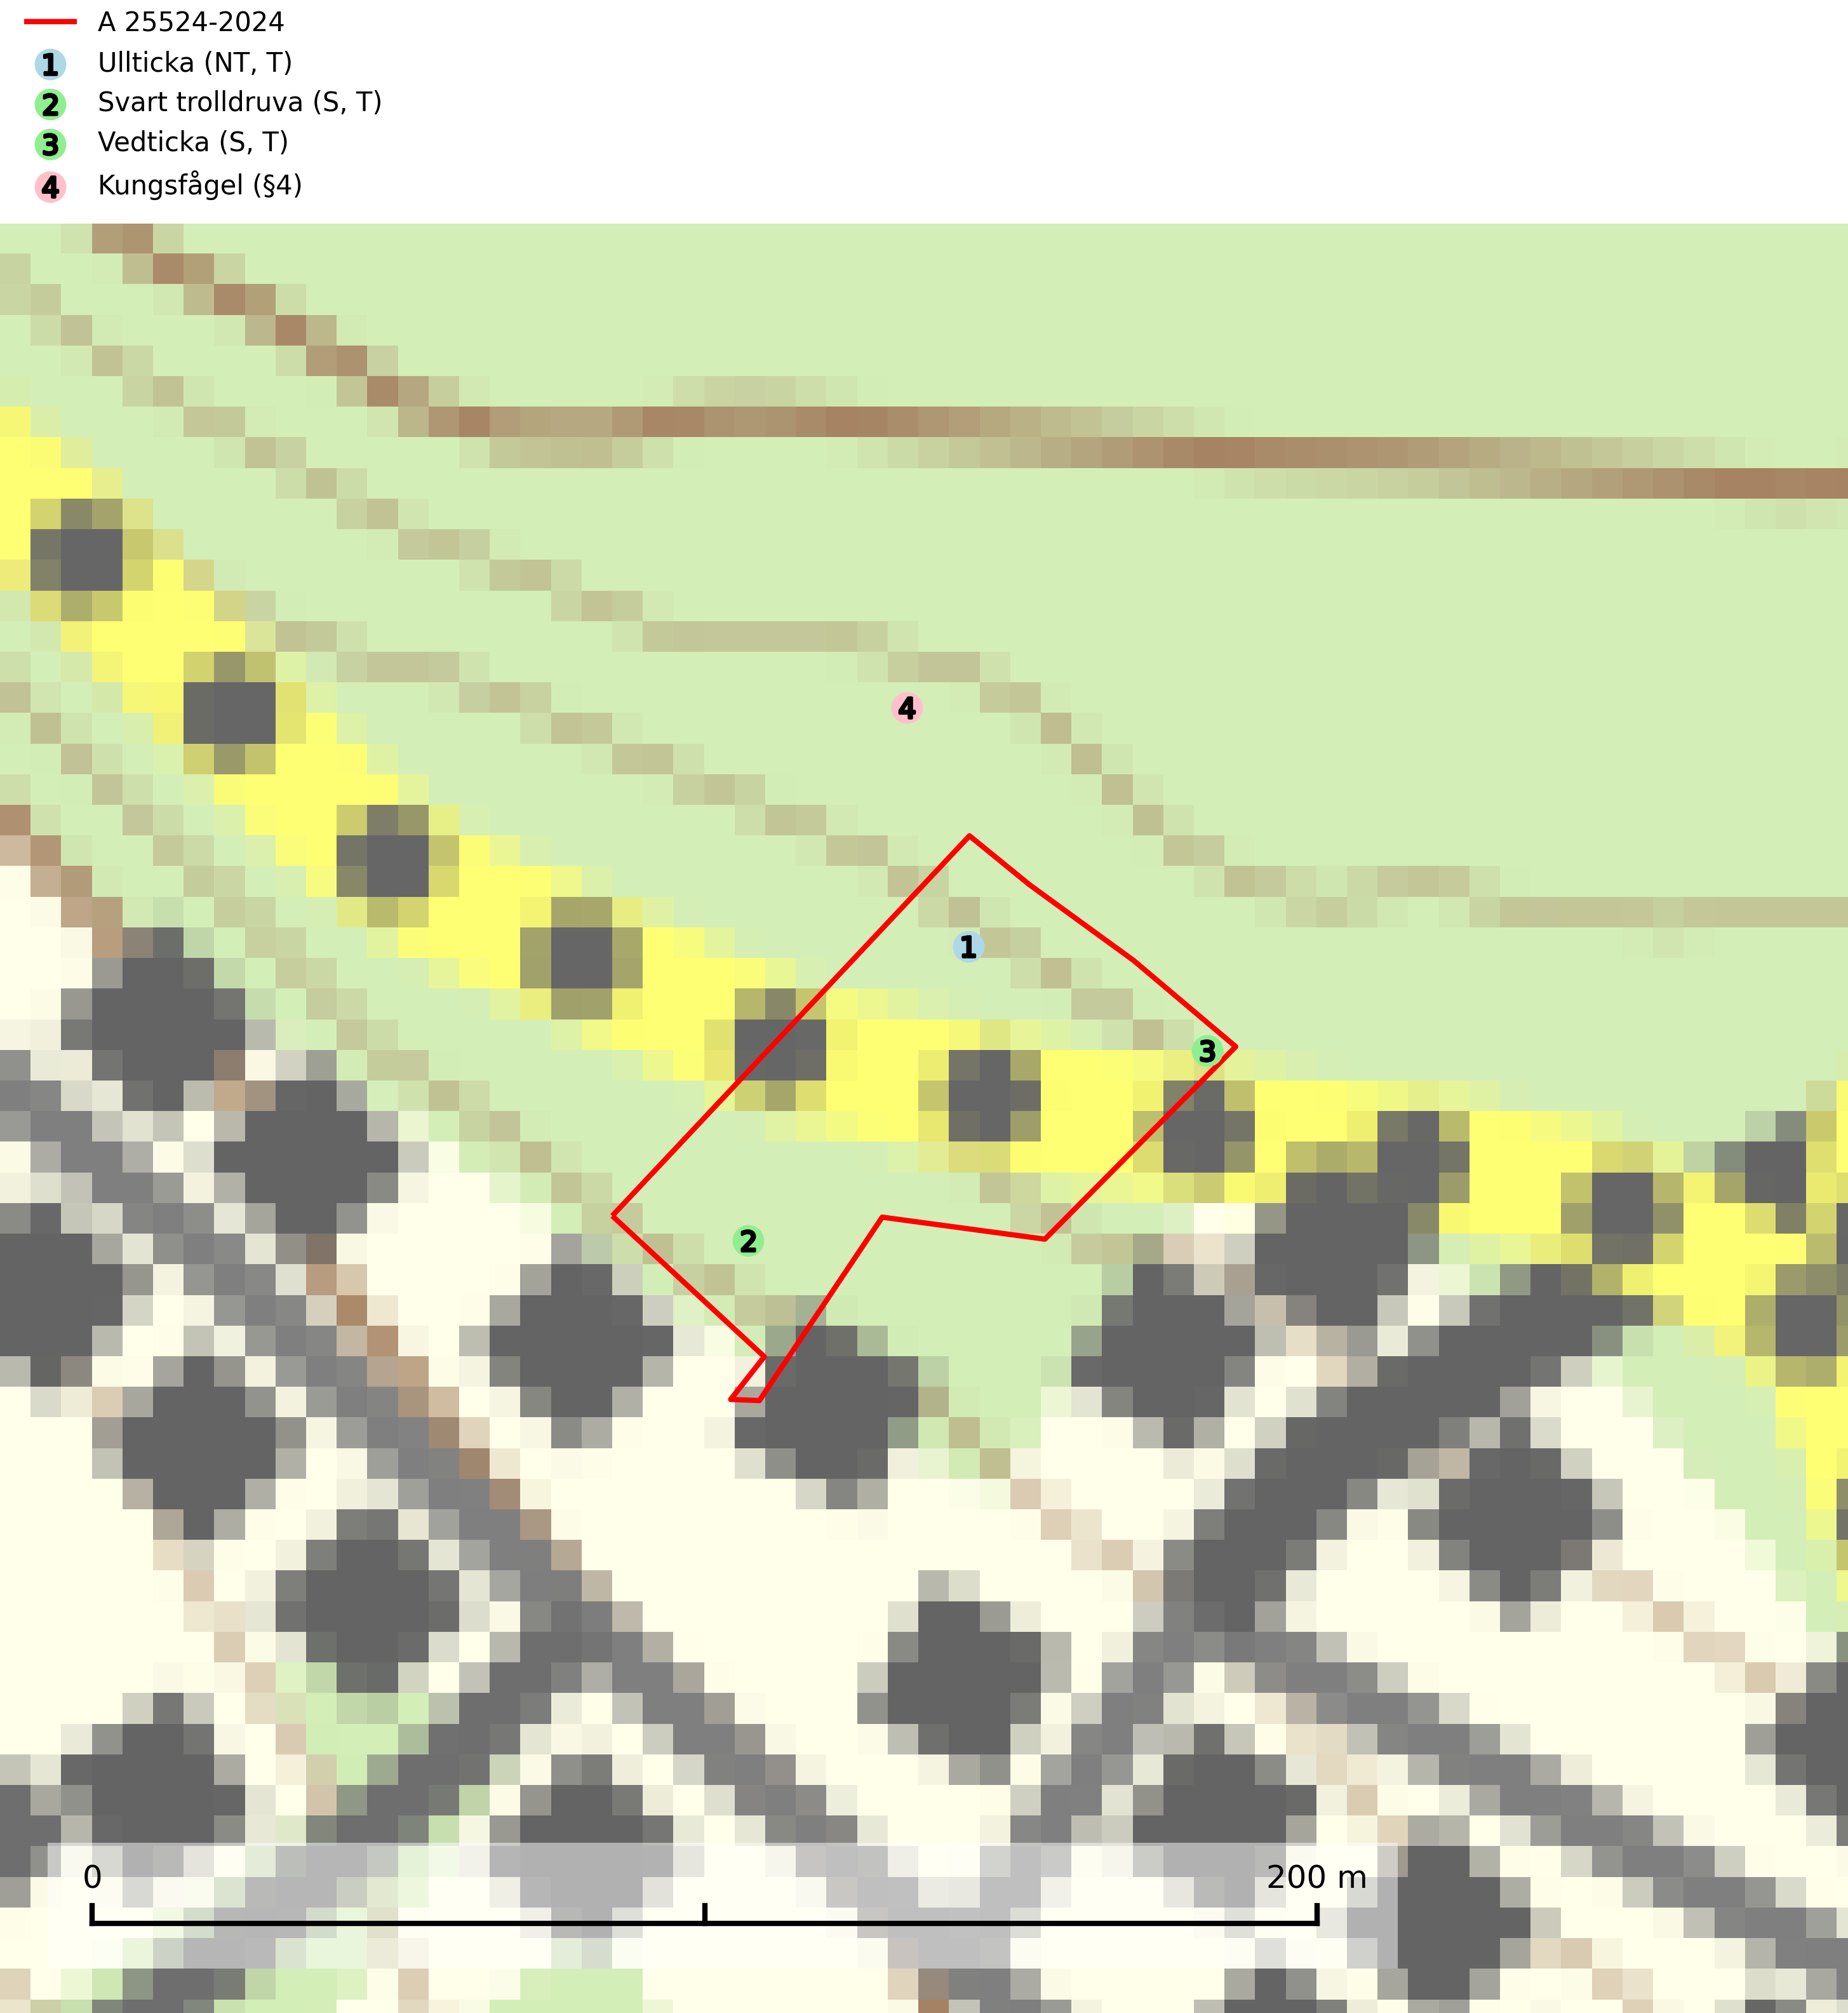 A 25524-2024
1 Ullticka (NT, T)
2 Svart trolldruva (S, T)
3 Vedticka (S, T)
4 Kungsfågel (§4)
4
1
3
2
0 200 m